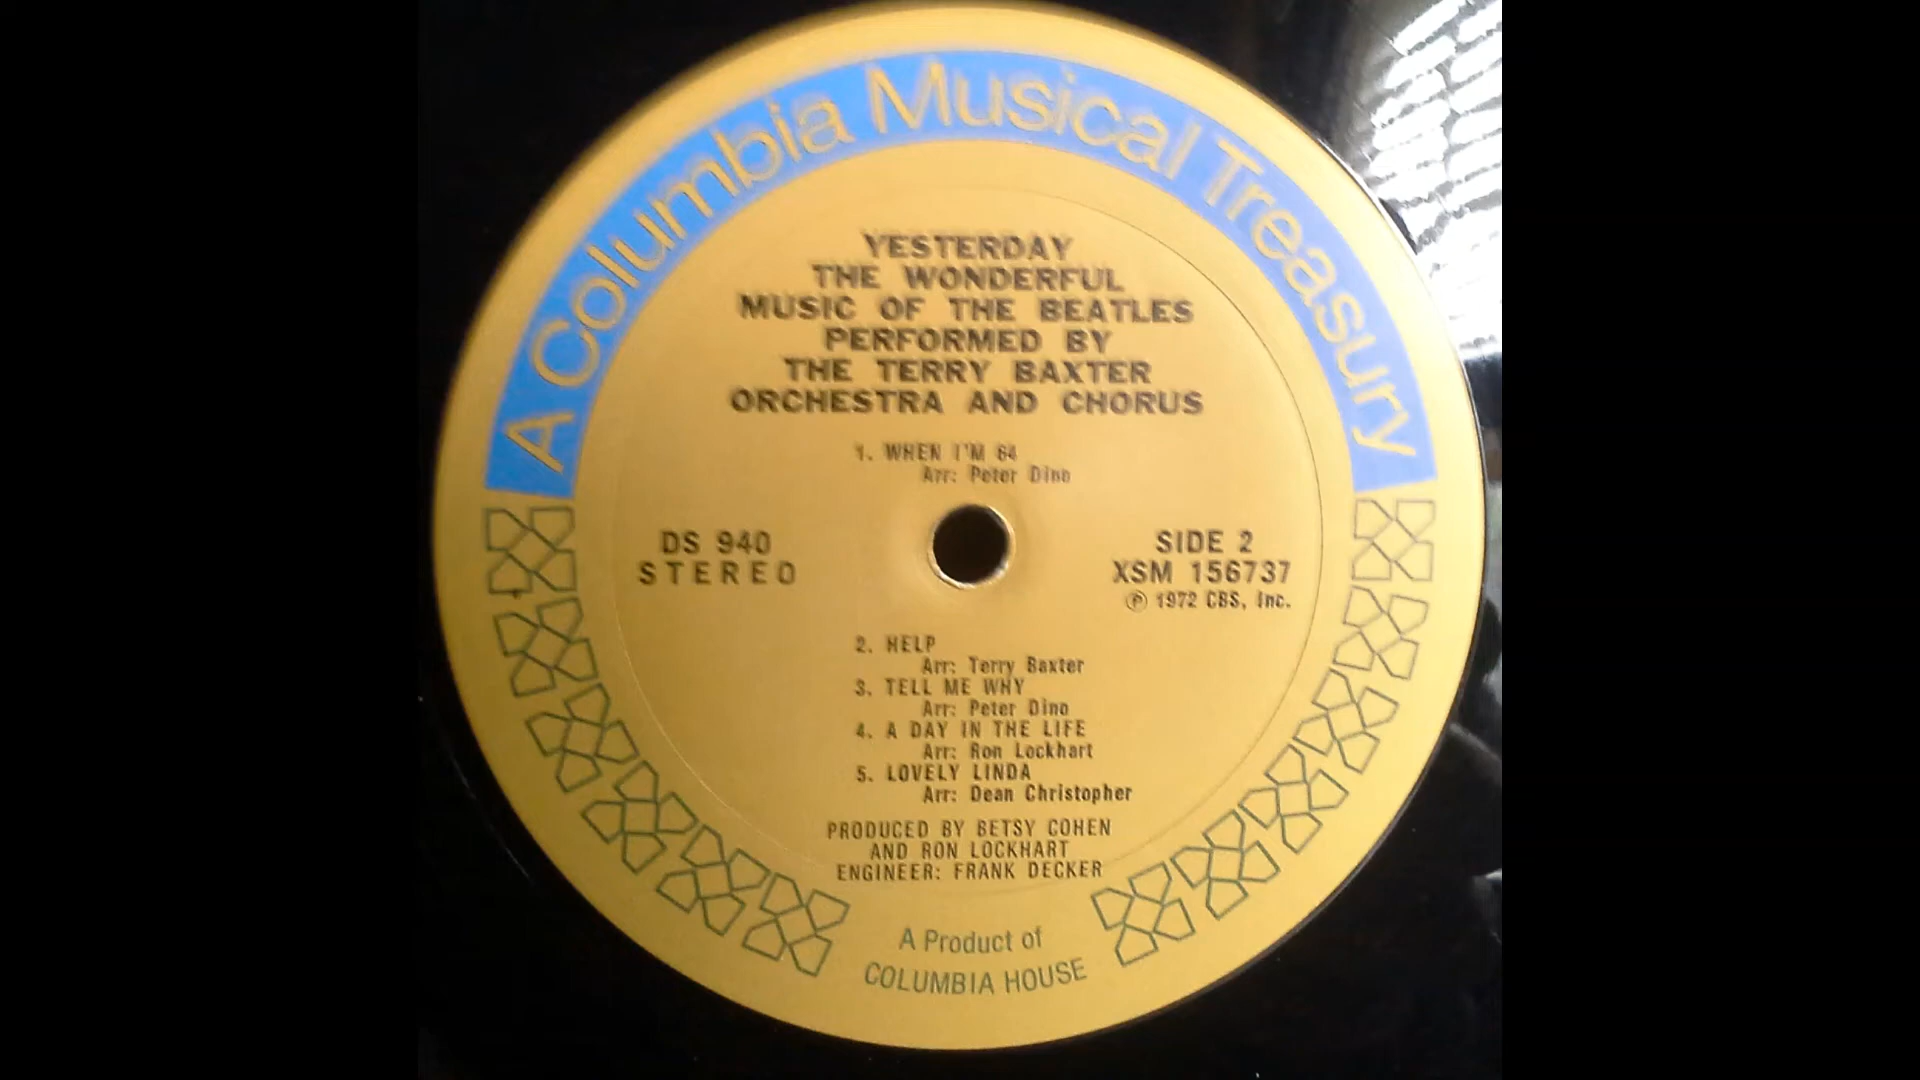 A Columbia Musical Treasury
YESTERDAY
THE WONDERFUL
MUSIC OF THE BEATLES
PERFORMED BY
THE TERRY BAXTER
ORCHESTRA AND CHORUS
1. WHEN I'M 64
Arr: Peter Dino
DS 940
STEREO
SIDE 2
XSM 156737
Ⓟ 1972 CBS, Inc.
2. HELP
Arr: Terry Baxter
3. TELL ME WHY
Arr: Peter Dino
4. A DAY IN THE LIFE
Arr: Ron Lockhart
5. LOVELY LINDA
Arr: Dean Christopher
PRODUCED BY BETSY COHEN
AND RON LOCKHART
ENGINEER: FRANK DECKER
A Product of
COLUMBIA HOUSE